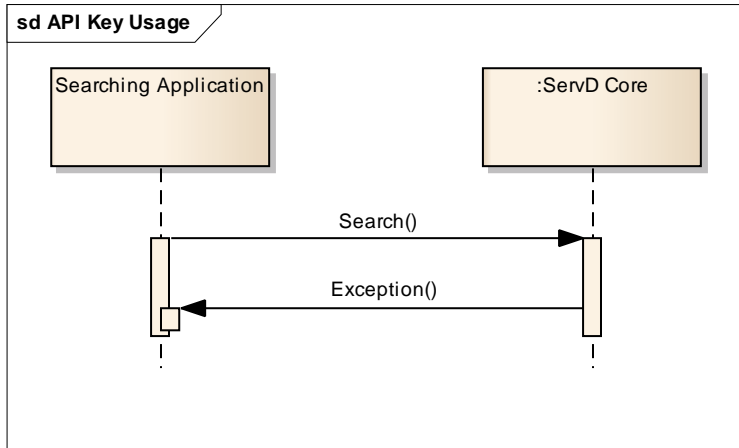 sd API Key Usage
Searching Application
:ServD Core
Search()
Exception()